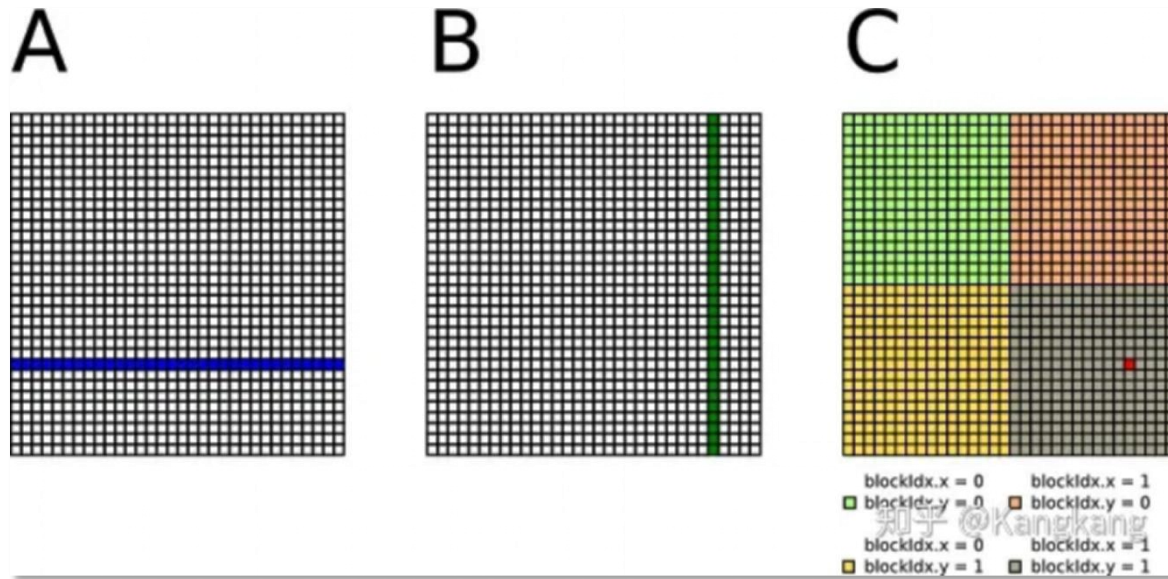 A
B
C
blockIdx.x = 0
blockIdx.y = 0
blockIdx.x = 1
blockIdx.y = 0
知乎 @Kangkang
blockIdx.x = 0
blockIdx.y = 1
blockIdx.x = 1
blockIdx.y = 1